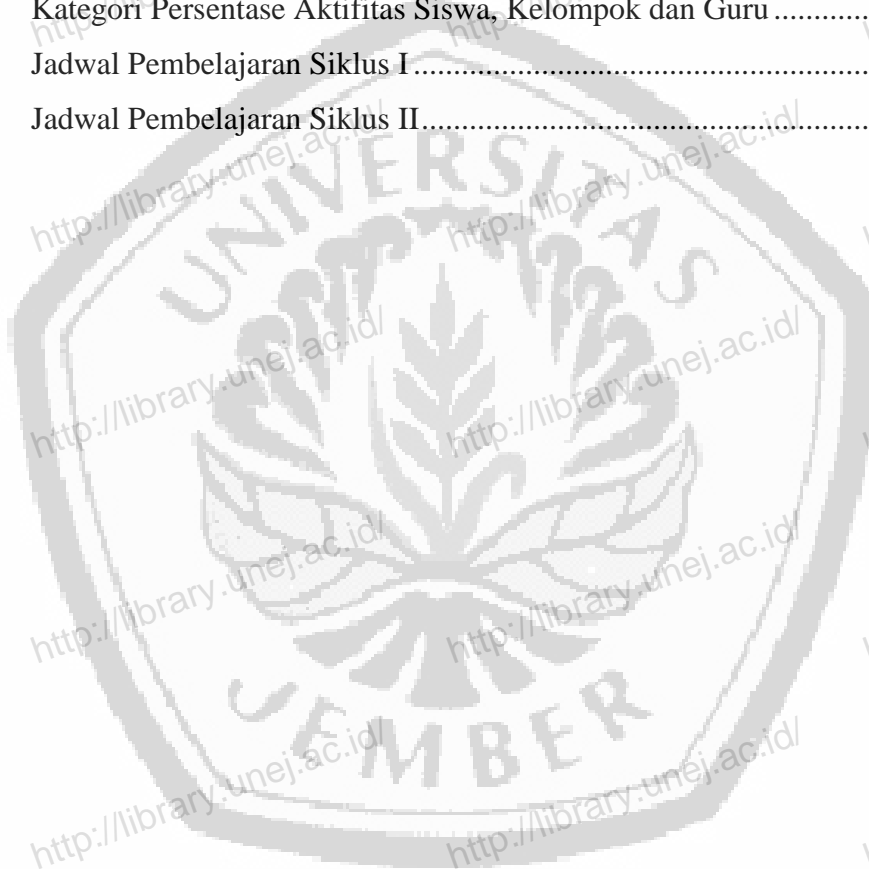 Kategori Persentase Aktifitas Siswa, Kelompok dan Guru ............
Jadwal Pembelajaran Siklus I .........................................................
Jadwal Pembelajaran Siklus II........................................................
UNIVERSITAS
JEMBER
http://library.unej.ac.id/
http://library.unej.ac.id/
http://library.unej.ac.id/
http://library.unej.ac.id/
http://library.unej.ac.id/
http://library.unej.ac.id/
http://library.unej.ac.id/
http://library.unej.ac.id/